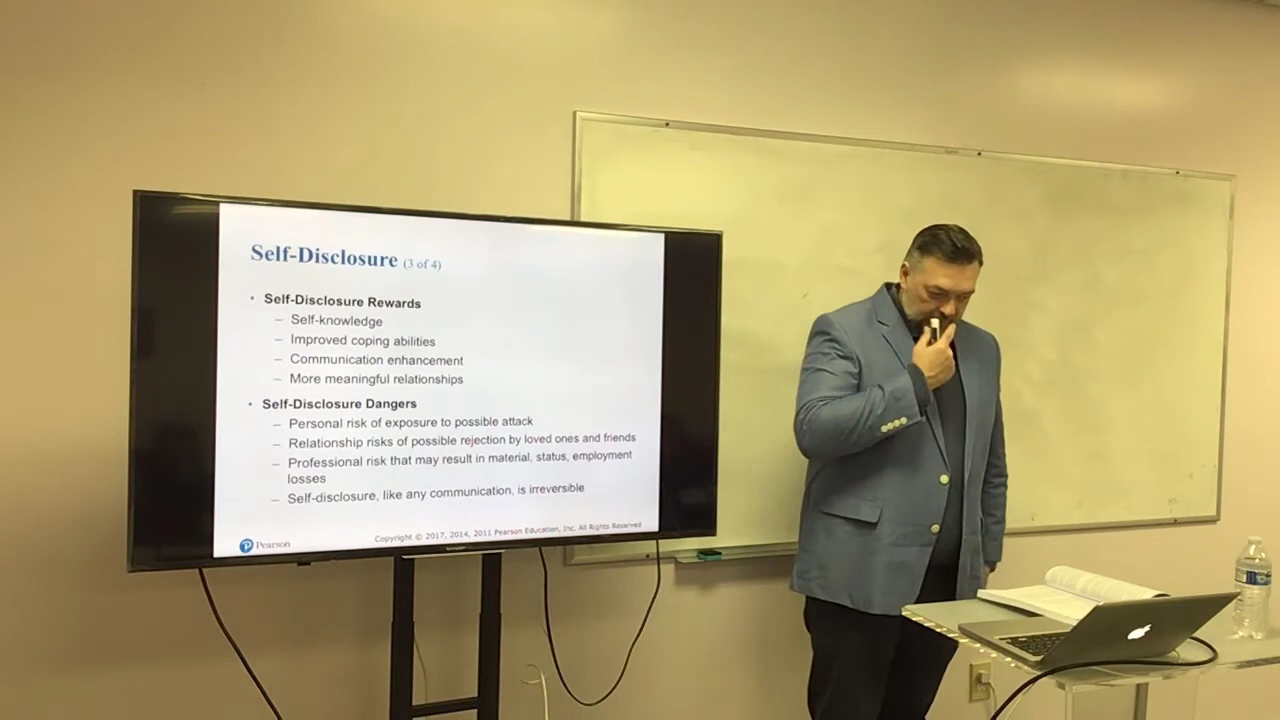 Self-Disclosure (3 of 4)
• Self-Disclosure Rewards
– Self-knowledge
– Improved coping abilities
– Communication enhancement
– More meaningful relationships
• Self-Disclosure Dangers
– Personal risk of exposure to possible attack
– Relationship risks of possible rejection by loved ones and friends
– Professional risk that may result in material, status, employment
losses
– Self-disclosure, like any communication, is irreversible
Pearson
Copyright © 2017, 2014, 2011 Pearson Education, Inc. All Rights Reserved